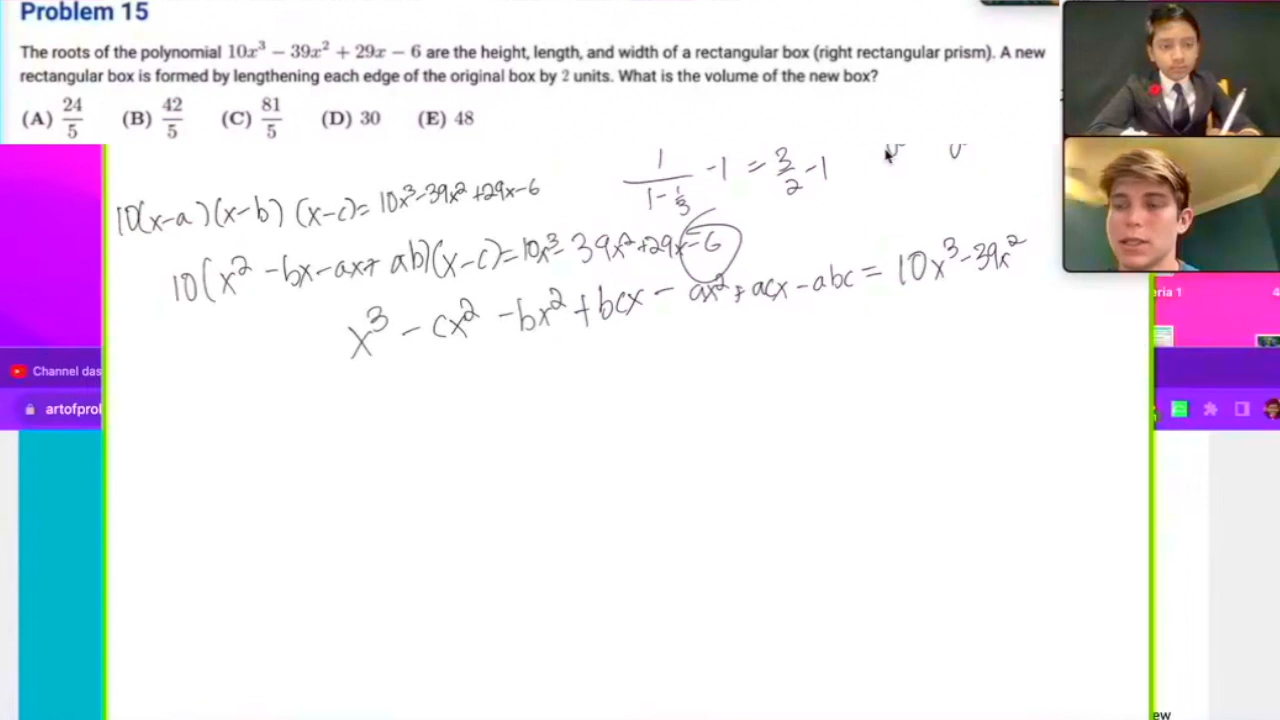 Problem 15
The roots of the polynomial 10x³ − 39x² + 29x − 6 are the height, length, and width of a rectangular box (right rectangular prism). A new
rectangular box is formed by lengthening each edge of the original box by 2 units. What is the volume of the new box?
(A) 24/5 (B) 42/5 (C) 81/5 (D) 30 (E) 48
1/(1-1/3) -1 = 3/2 -1
10(x-a)(x-b)(x-c)= 10x³-39x²+29x-6
10(x² -bx-ax+ab)(x-c)=10x³-39x²+29x-6
x³ - cx² -bx² +bcx - ax² + acx -abc = 10x³-39x²
eria 1
4
Channel das
artofprol
ew